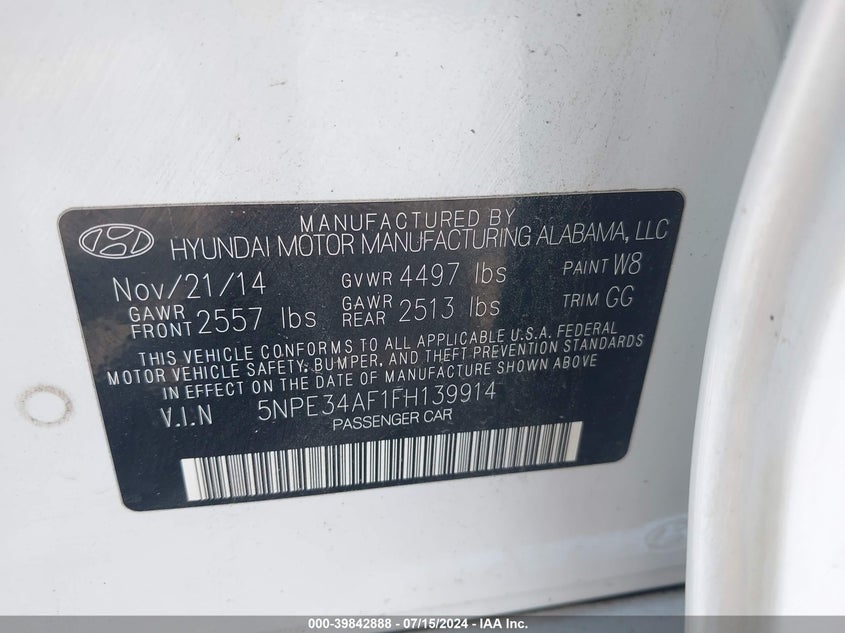 MANUFACTURED BY
HYUNDAI MOTOR MANUFACTURING ALABAMA, LLC
Nov/21/14 GVWR 4497 lbs PAINT W8
GAWR FRONT 2557 lbs GAWR REAR 2513 lbs TRIM GG
THIS VEHICLE CONFORMS TO ALL APPLICABLE U.S.A. FEDERAL
MOTOR VEHICLE SAFETY, BUMPER, AND THEFT PREVENTION STANDARDS
IN EFFECT ON THE DATE OF MANUFACTURE SHOWN ABOVE
V.I.N 5NPE34AF1FH139914
PASSENGER CAR
000-39842888 - 07/15/2024 - IAA Inc.